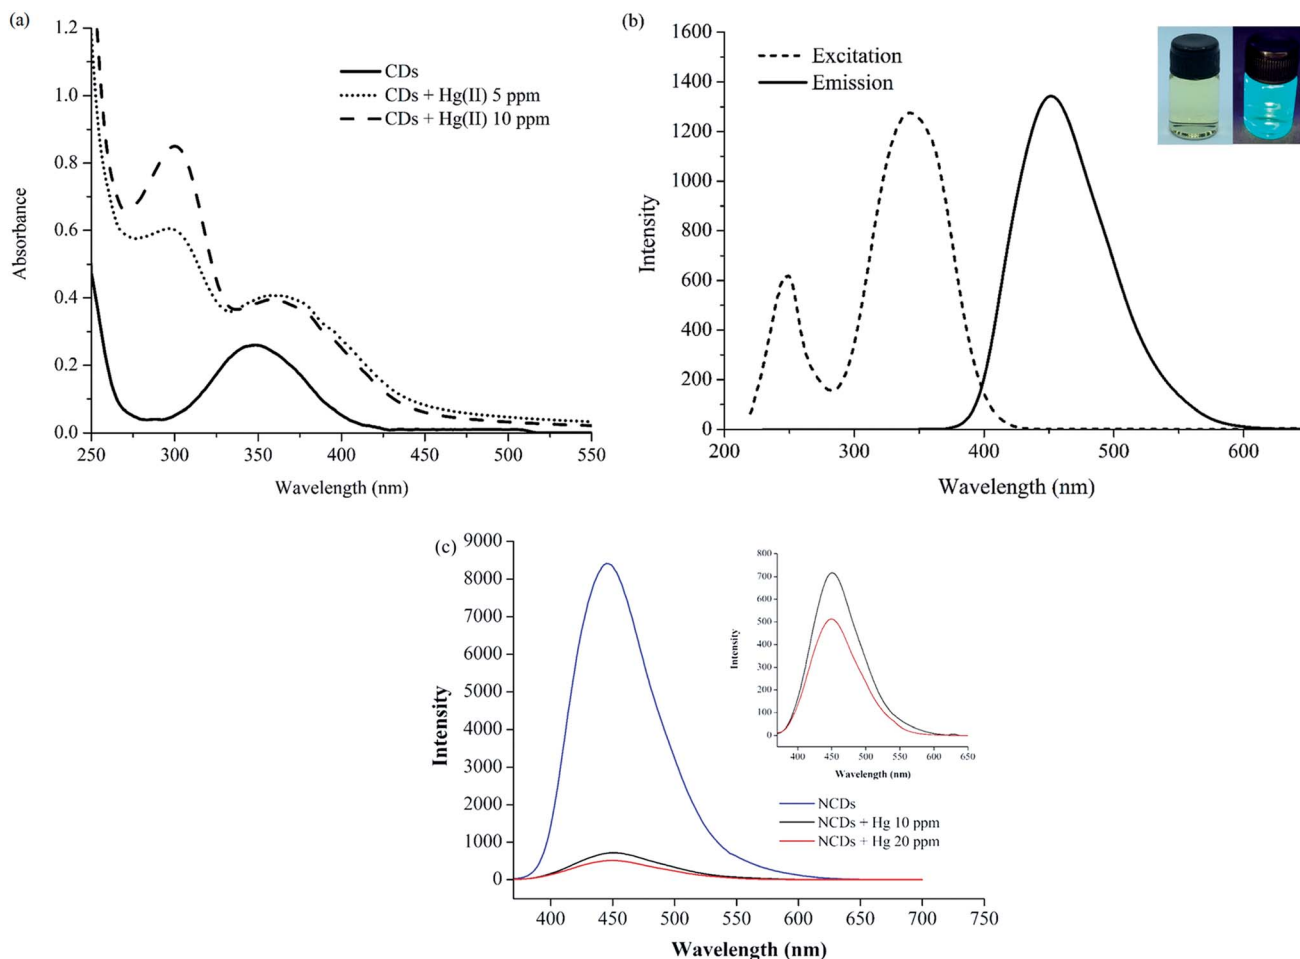 (a)
1.2
1.0
0.8
0.6
0.4
0.2
0.0
Absorbance
CDs
CDs + Hg(II) 5 ppm
CDs + Hg(II) 10 ppm
250 300 350 400 450 500 550
Wavelength (nm)
(b)
1600
1400
1200
1000
800
600
400
200
0
Intensity
Excitation
Emission
200 300 400 500 600
Wavelength (nm)
(c)
9000
8000
7000
6000
5000
4000
3000
2000
1000
0
Intensity
800
700
600
500
400
300
200
100
0
Intensity
400 450 500 550 600 650
Wavelength (nm)
NCDs
NCDs + Hg 10 ppm
NCDs + Hg 20 ppm
400 450 500 550 600 650 700 750
Wavelength (nm)